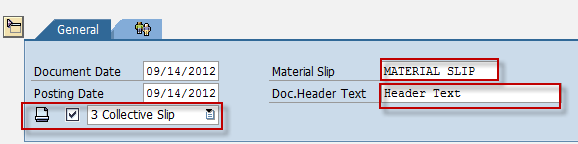 General
Document Date 09/14/2012 Material Slip MATERIAL SLIP
Posting Date 09/14/2012 Doc.Header Text Header Text
3 Collective Slip